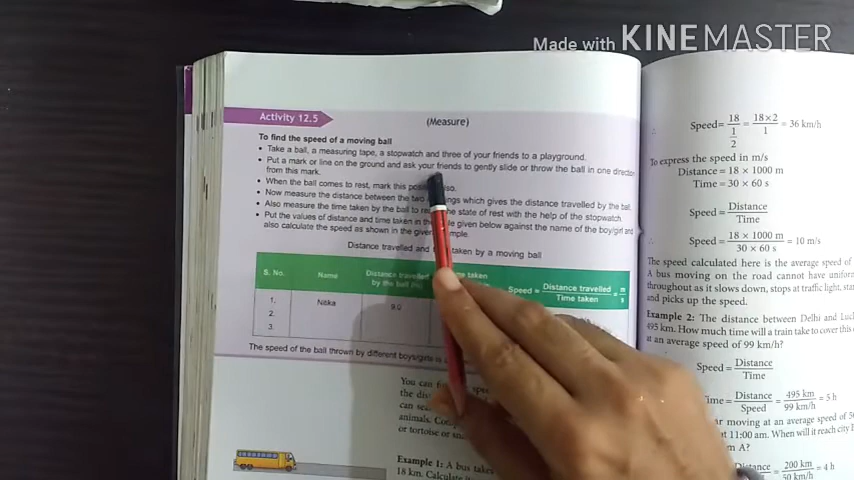 Made with KINEMASTER
Activity 12.5
(Measure)
To find the speed of a moving ball
• Take a ball, a measuring tape, a stopwatch and three of your friends to a playground.
• Put a mark or line on the ground and ask your friends to gently slide or throw the ball in one direction
from this mark.
• When the ball comes to rest, mark this also.
• Now measure the distance between the two which gives the distance travelled by the ball.
• Also measure the time taken by the ball to the state of rest with the help of the stopwatch.
• Put the values of distance and time taken in the given below against the name of the boy/girl and
also calculate the speed as shown in the given
Distance travelled and taken by a moving ball
S. No. Name Distance travelled by the ball taken Speed = Distance travelled / Time taken = m/s
1. Neka 9.0
2.
3.
The speed of the ball thrown by different boys/girls is
You can
the
can
animals.
or tortoise or
Example 1: A bus takes
18 km.
∴ Speed = 18 / 1/2 = 18×2 / 1 = 36 km/h
To express the speed in m/s
Distance = 18 × 1000 m
Time = 30 × 60 s
Speed = Distance / Time
∴ Speed = 18 × 1000 m / 30 × 60 s = 10 m/s
The speed calculated here is the average speed of
A bus moving on the road cannot have uniform
throughout as it slows down, stops at traffic light,
and picks up the speed.
Example 2: The distance between Delhi and
495 km. How much time will a train take to cover this
at an average speed of 99 km/h?
Speed = Distance / Time
Time = Distance / Speed = 495 km / 99 km/h = 5 h
moving at an average speed of
at 11:00 am. When will it reach city
A?
Distance = 200 km / 50 km/h = 4 h